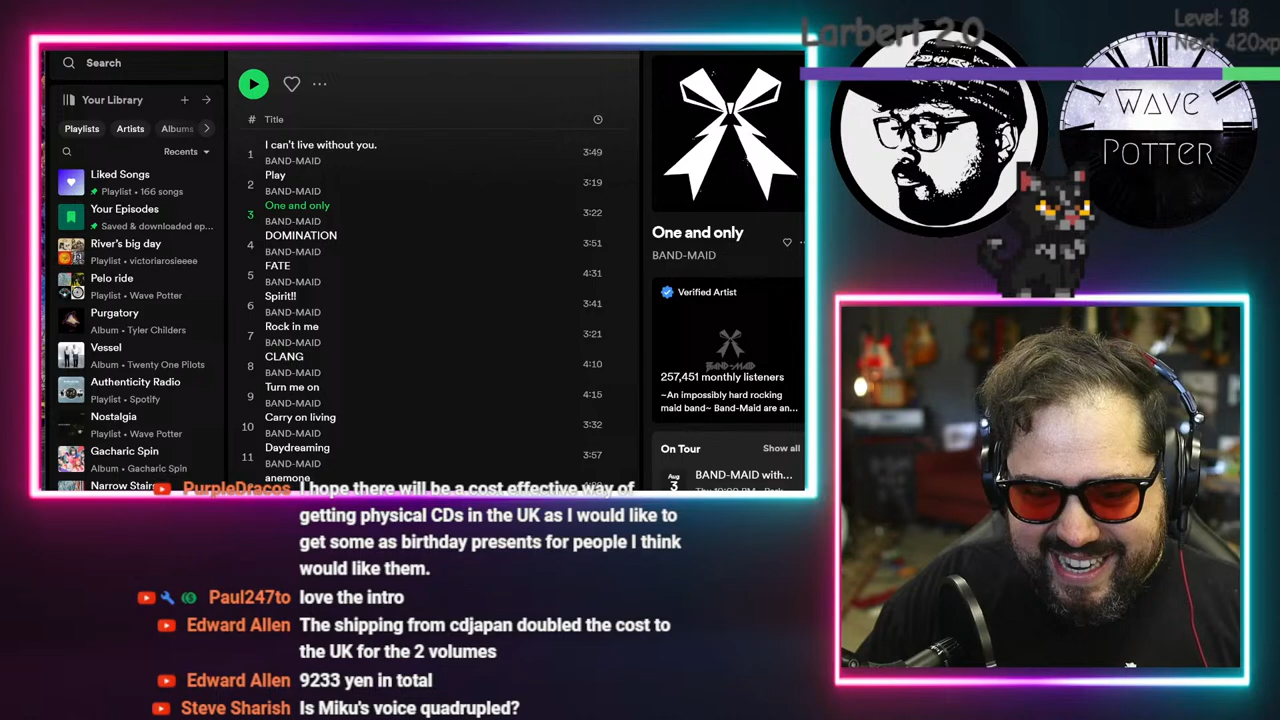 Larbert 2.0
Level: 18
Next: 420xp
WAVE
POTTER
Search
Your Library
Playlists
Artists
Albums
Recents
Liked Songs
Playlist • 166 songs
Your Episodes
Saved & downloaded ep...
River's big day
Playlist • victoriarosieeee
Pelo ride
Playlist • Wave Potter
Purgatory
Album • Tyler Childers
Vessel
Album • Twenty One Pilots
Authenticity Radio
Playlist • Spotify
Nostalgia
Playlist • Wave Potter
Gacharic Spin
Album • Gacharic Spin
# Title
1 I can't live without you. 3:49
BAND-MAID
2 Play 3:19
BAND-MAID
3 One and only 3:22
BAND-MAID
4 DOMINATION 3:51
BAND-MAID
5 FATE 4:31
BAND-MAID
6 Spirit!! 3:41
BAND-MAID
7 Rock in me 3:21
BAND-MAID
8 CLANG 4:10
BAND-MAID
9 Turn me on 4:15
BAND-MAID
10 Carry on living 3:32
BAND-MAID
11 Daydreaming 3:57
BAND-MAID
anemone
One and only
BAND-MAID
Verified Artist
BAND-MAID
257,451 monthly listeners
~An impossibly hard rocking
maid band~ Band-Maid are an...
On Tour Show all
Aug
3
BAND-MAID with...
PurpleDracos I hope there will be a cost effective way of
getting physical CDs in the UK as I would like to
get some as birthday presents for people I think
would like them.
Paul247to love the intro
Edward Allen The shipping from cdjapan doubled the cost to
the UK for the 2 volumes
Edward Allen 9233 yen in total
Steve Sharish Is Miku's voice quadrupled?